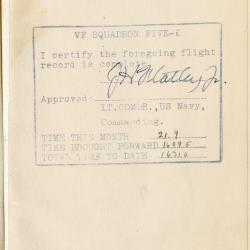 VF SQUADRON FIVE-
I certify the foregoing flight
record is complete.
Approved:
LT.COMDR.,US Navy,
Commanding.
TIME THIS MONTH 21.9
TIME BROUGHT FORWARD 1609.5
TOTAL TIME TO DATE 1631.4